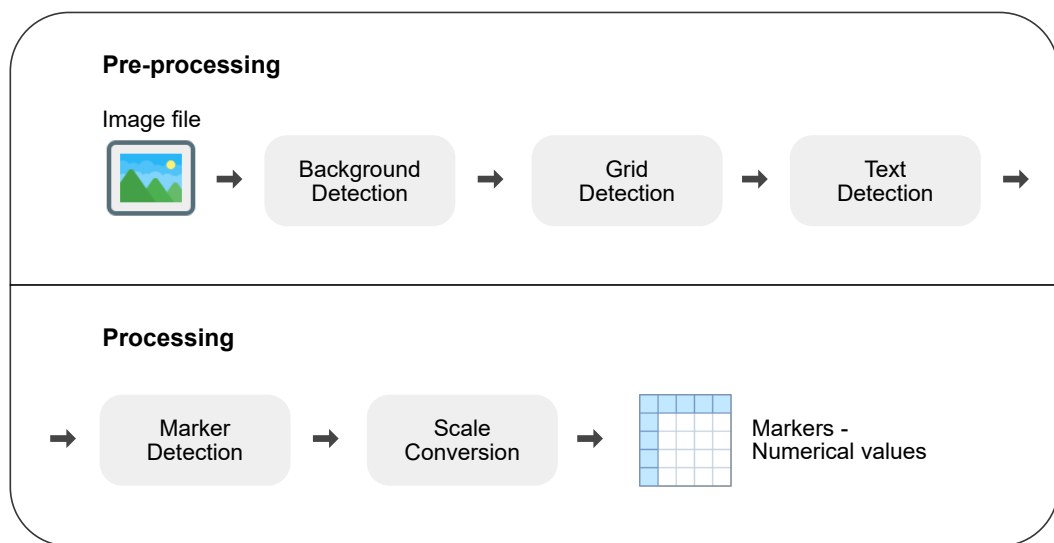 Pre-processing
Image file
Background
Detection
Grid
Detection
Text
Detection
Processing
Marker
Detection
Scale
Conversion
Markers -
Numerical values